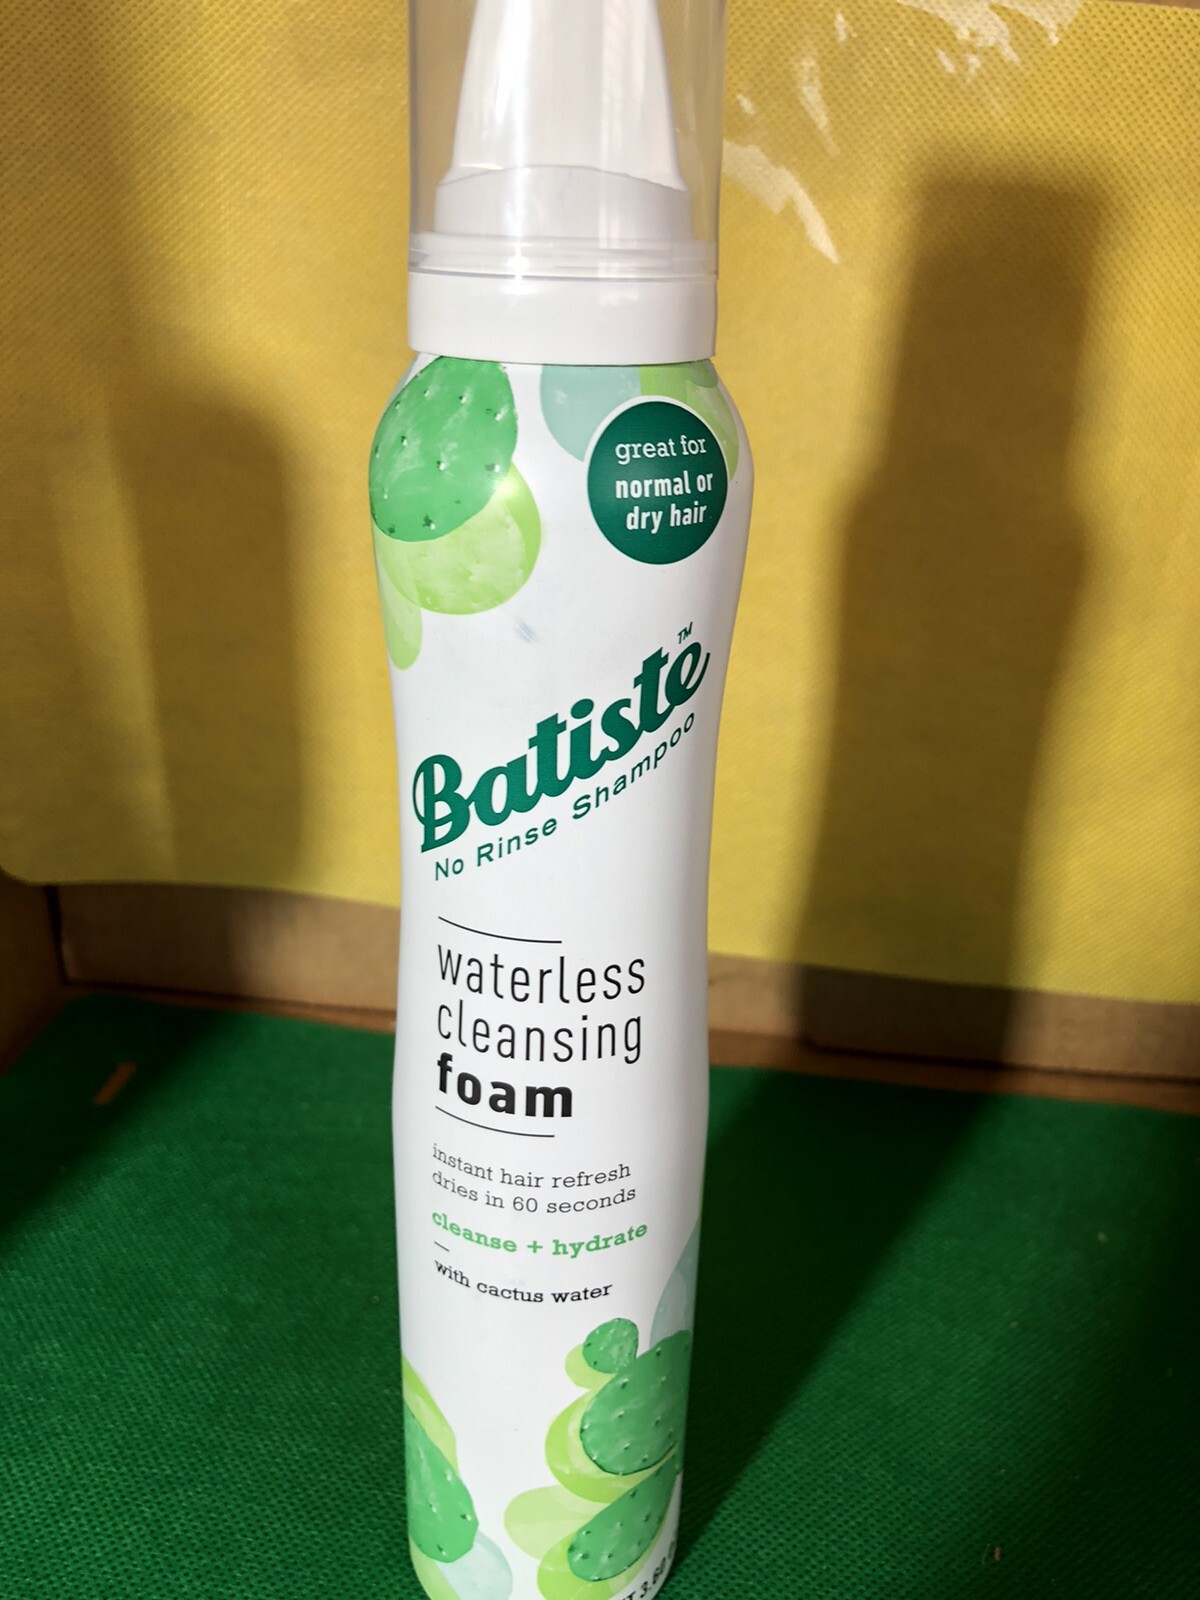 great for
normal or
dry hair
Batiste™
No Rinse Shampoo
waterless
cleansing
foam
instant hair refresh
dries in 60 seconds
cleanse + hydrate
with cactus water